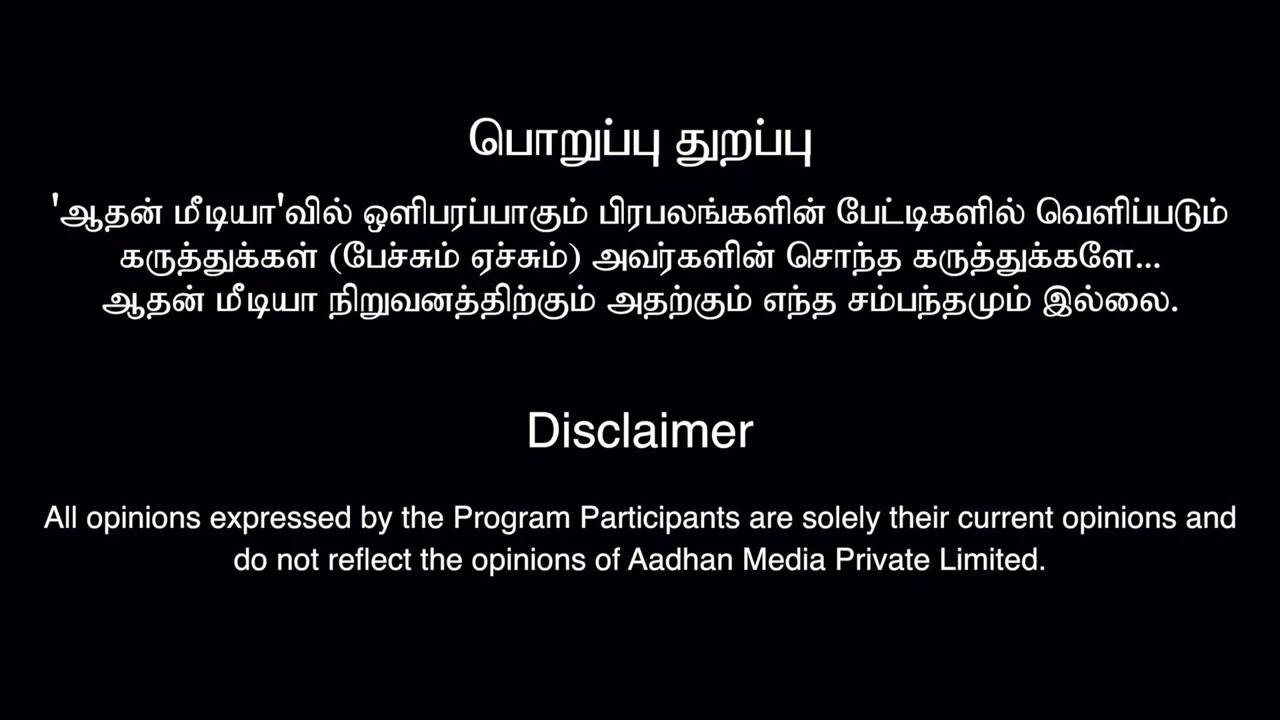 பொறுப்பு துறப்பு
'ஆதன் மீடியா'வில் ஒளிபரப்பாகும் பிரபலங்களின் பேட்டிகளில் வெளிப்படும்
கருத்துக்கள் (பேச்சும் ஏச்சும்) அவர்களின் சொந்த கருத்துக்களே...
ஆதன் மீடியா நிறுவனத்திற்கும் அதற்கும் எந்த சம்பந்தமும் இல்லை.
Disclaimer
All opinions expressed by the Program Participants are solely their current opinions and
do not reflect the opinions of Aadhan Media Private Limited.